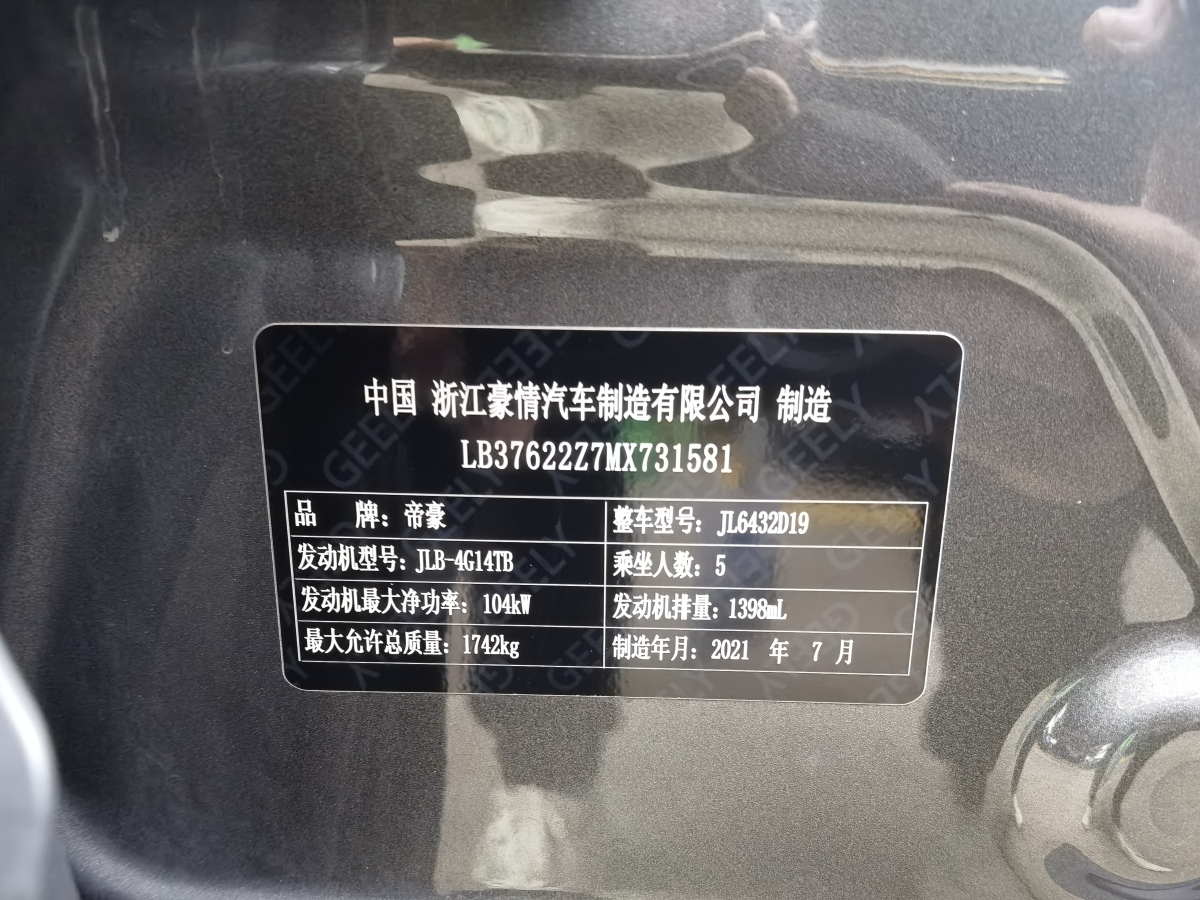 中国 浙江豪情汽车制造有限公司 制造
LB37622Z7MX731581
品 牌：帝豪 整车型号：JL6432D19
发动机型号：JLB-4G14TB 乘坐人数：5
发动机最大净功率：104kW 发动机排量：1398mL
最大允许总质量：1742kg 制造年月：2021 年 7 月
GEELY